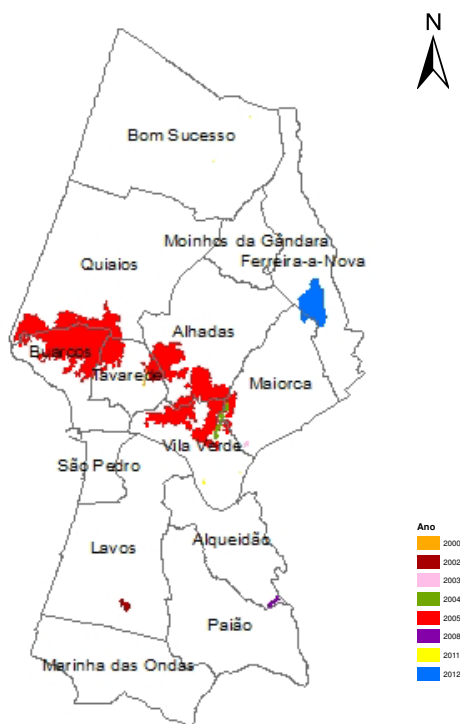 N
Bom Sucesso
Moinhos da Gândara
Quiaios
Ferreira-a-Nova
Alhadas
Buarcos
Tavarede
Maiorca
Vila Verde
São Pedro
Alqueidão
Lavos
Paião
Marinha das Ondas
Ano
2000
2002
2003
2004
2005
2008
2011
2012